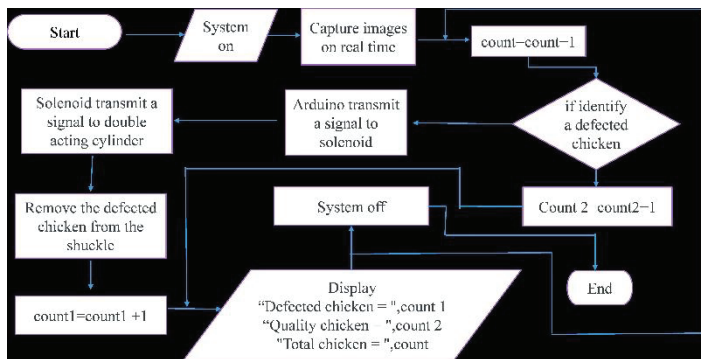 Start
System
on
Capture images
on real time
count−count−1
if identify
a defected
chicken
Arduino transmit
a signal to
solenoid
Solenoid transmit a
signal to double
acting cylinder
Remove the defected
chicken from the
shuckle
count1=count1 +1
Count 2 count2−1
System off
End
Display
“Defected chicken = ",count 1
“Quality chicken = ",count 2
"Total chicken = ",count